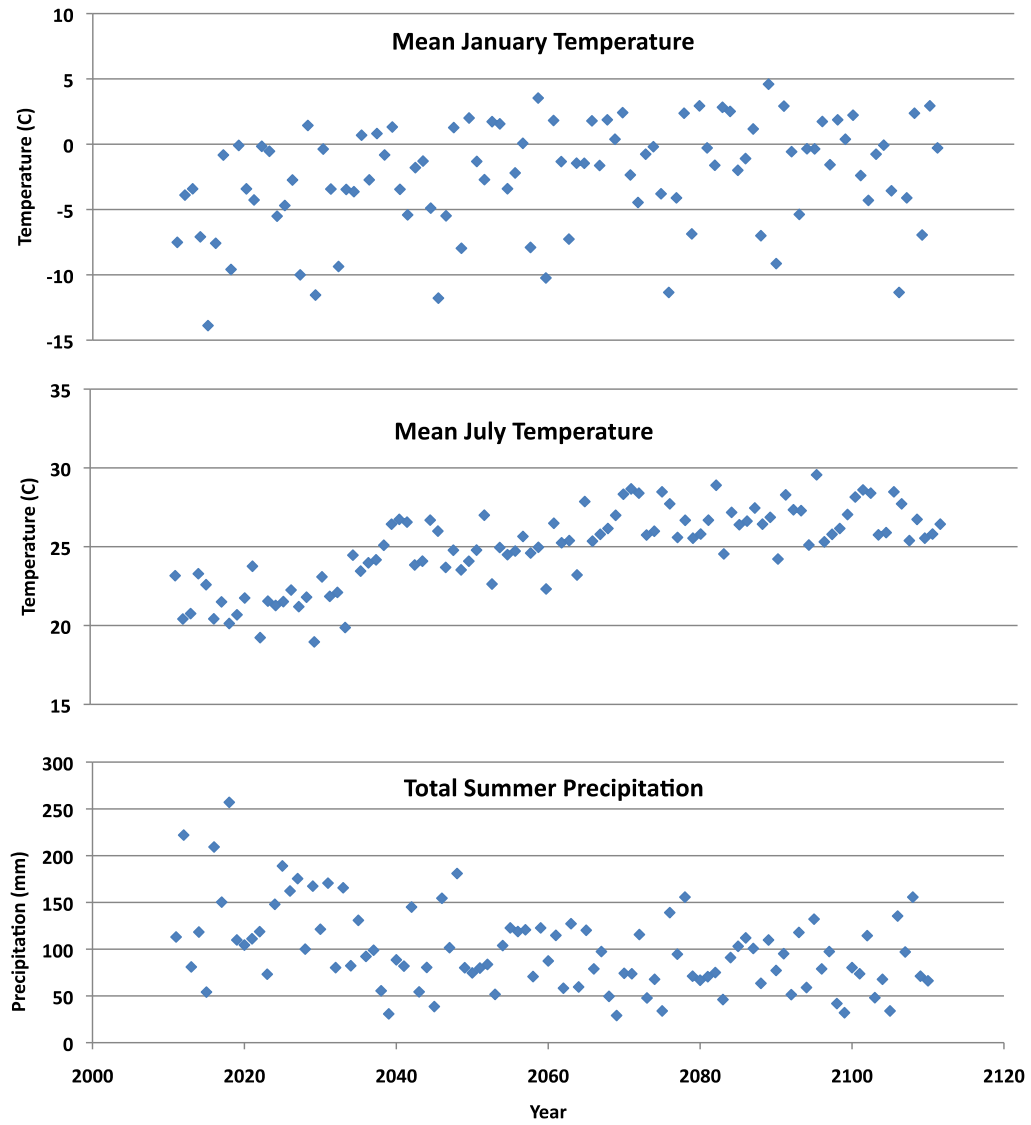 Mean January Temperature
Temperature (C)
10
5
0
-5
-10
-15
Mean July Temperature
Temperature (C)
35
30
25
20
15
Total Summer Precipitation
Precipitation (mm)
300
250
200
150
100
50
0
2000 2020 2040 2060 2080 2100 2120
Year